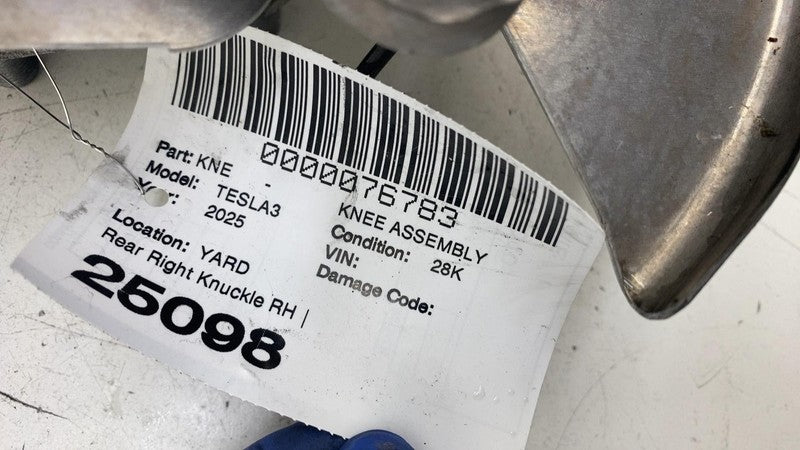 0000076783
Part: KNE - KNEE ASSEMBLY
Model: TESLA3 Condition: 28K
Year: 2025 VIN:
Damage Code:
Location: YARD
Rear Right Knuckle RH |
25098